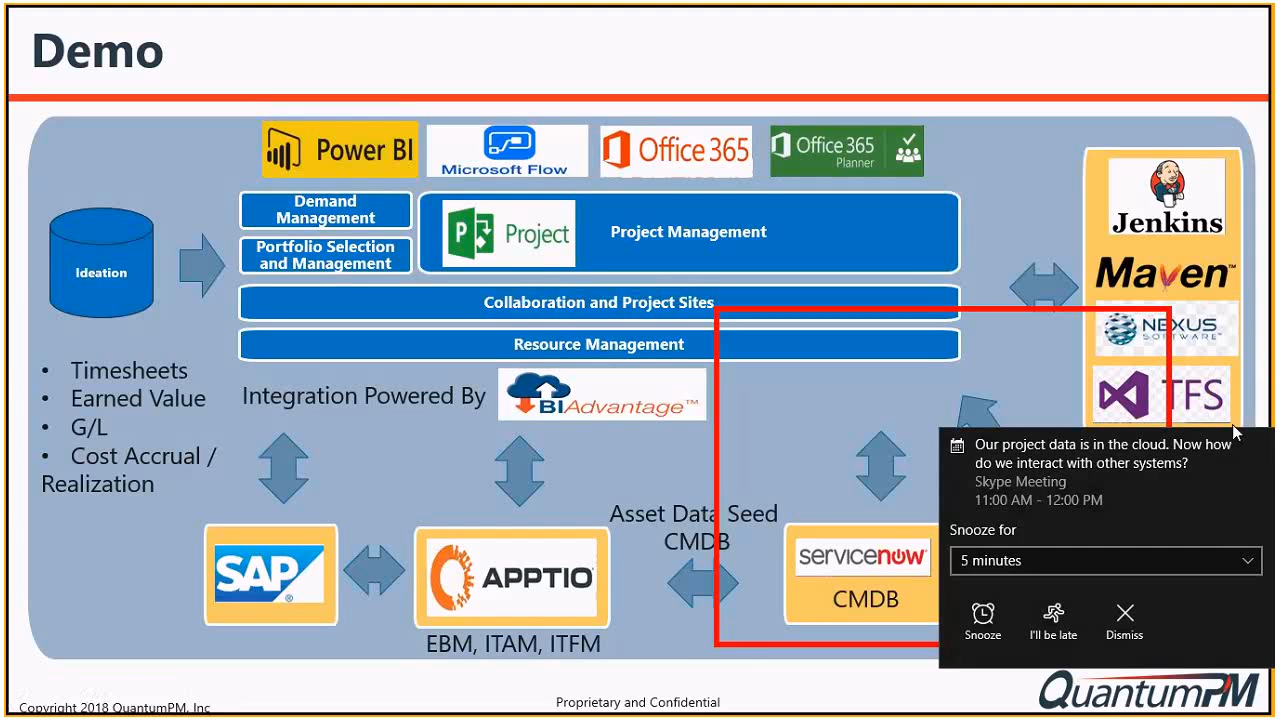 Demo
Power BI
Microsoft Flow
Office 365
Office 365
Planner
Demand
Management
Project
Project Management
Portfolio Selection
and Management
Ideation
Collaboration and Project Sites
Resource Management
Jenkins
Maven™
NEXUS
SOFTWARE™
TFS
• Timesheets
• Earned Value
• G/L
• Cost Accrual /
Realization
Integration Powered By
BIAdvantage™
Asset Data Seed
CMDB
SAP®
APPTIO
EBM, ITAM, ITFM
servicenow
CMDB
Our project data is in the cloud. Now how
do we interact with other systems?
Skype Meeting
11:00 AM - 12:00 PM
Snooze for
5 minutes
Snooze
I'll be late
Dismiss
Copyright 2018 QuantumPM, Inc
Proprietary and Confidential
QuantumPM